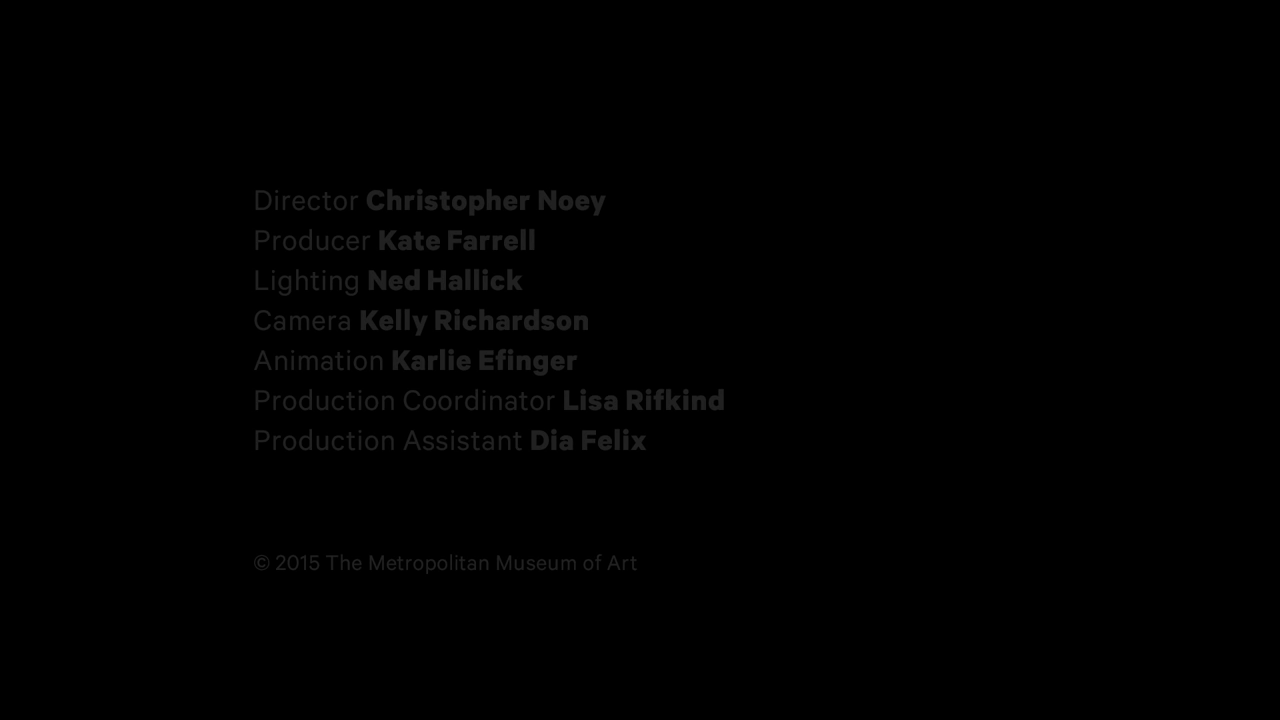 Director Christopher Noey
Producer Kate Farrell
Lighting Ned Hallick
Camera Kelly Richardson
Animation Karlie Efinger
Production Coordinator Lisa Rifkind
Production Assistant Dia Felix
© 2015 The Metropolitan Museum of Art